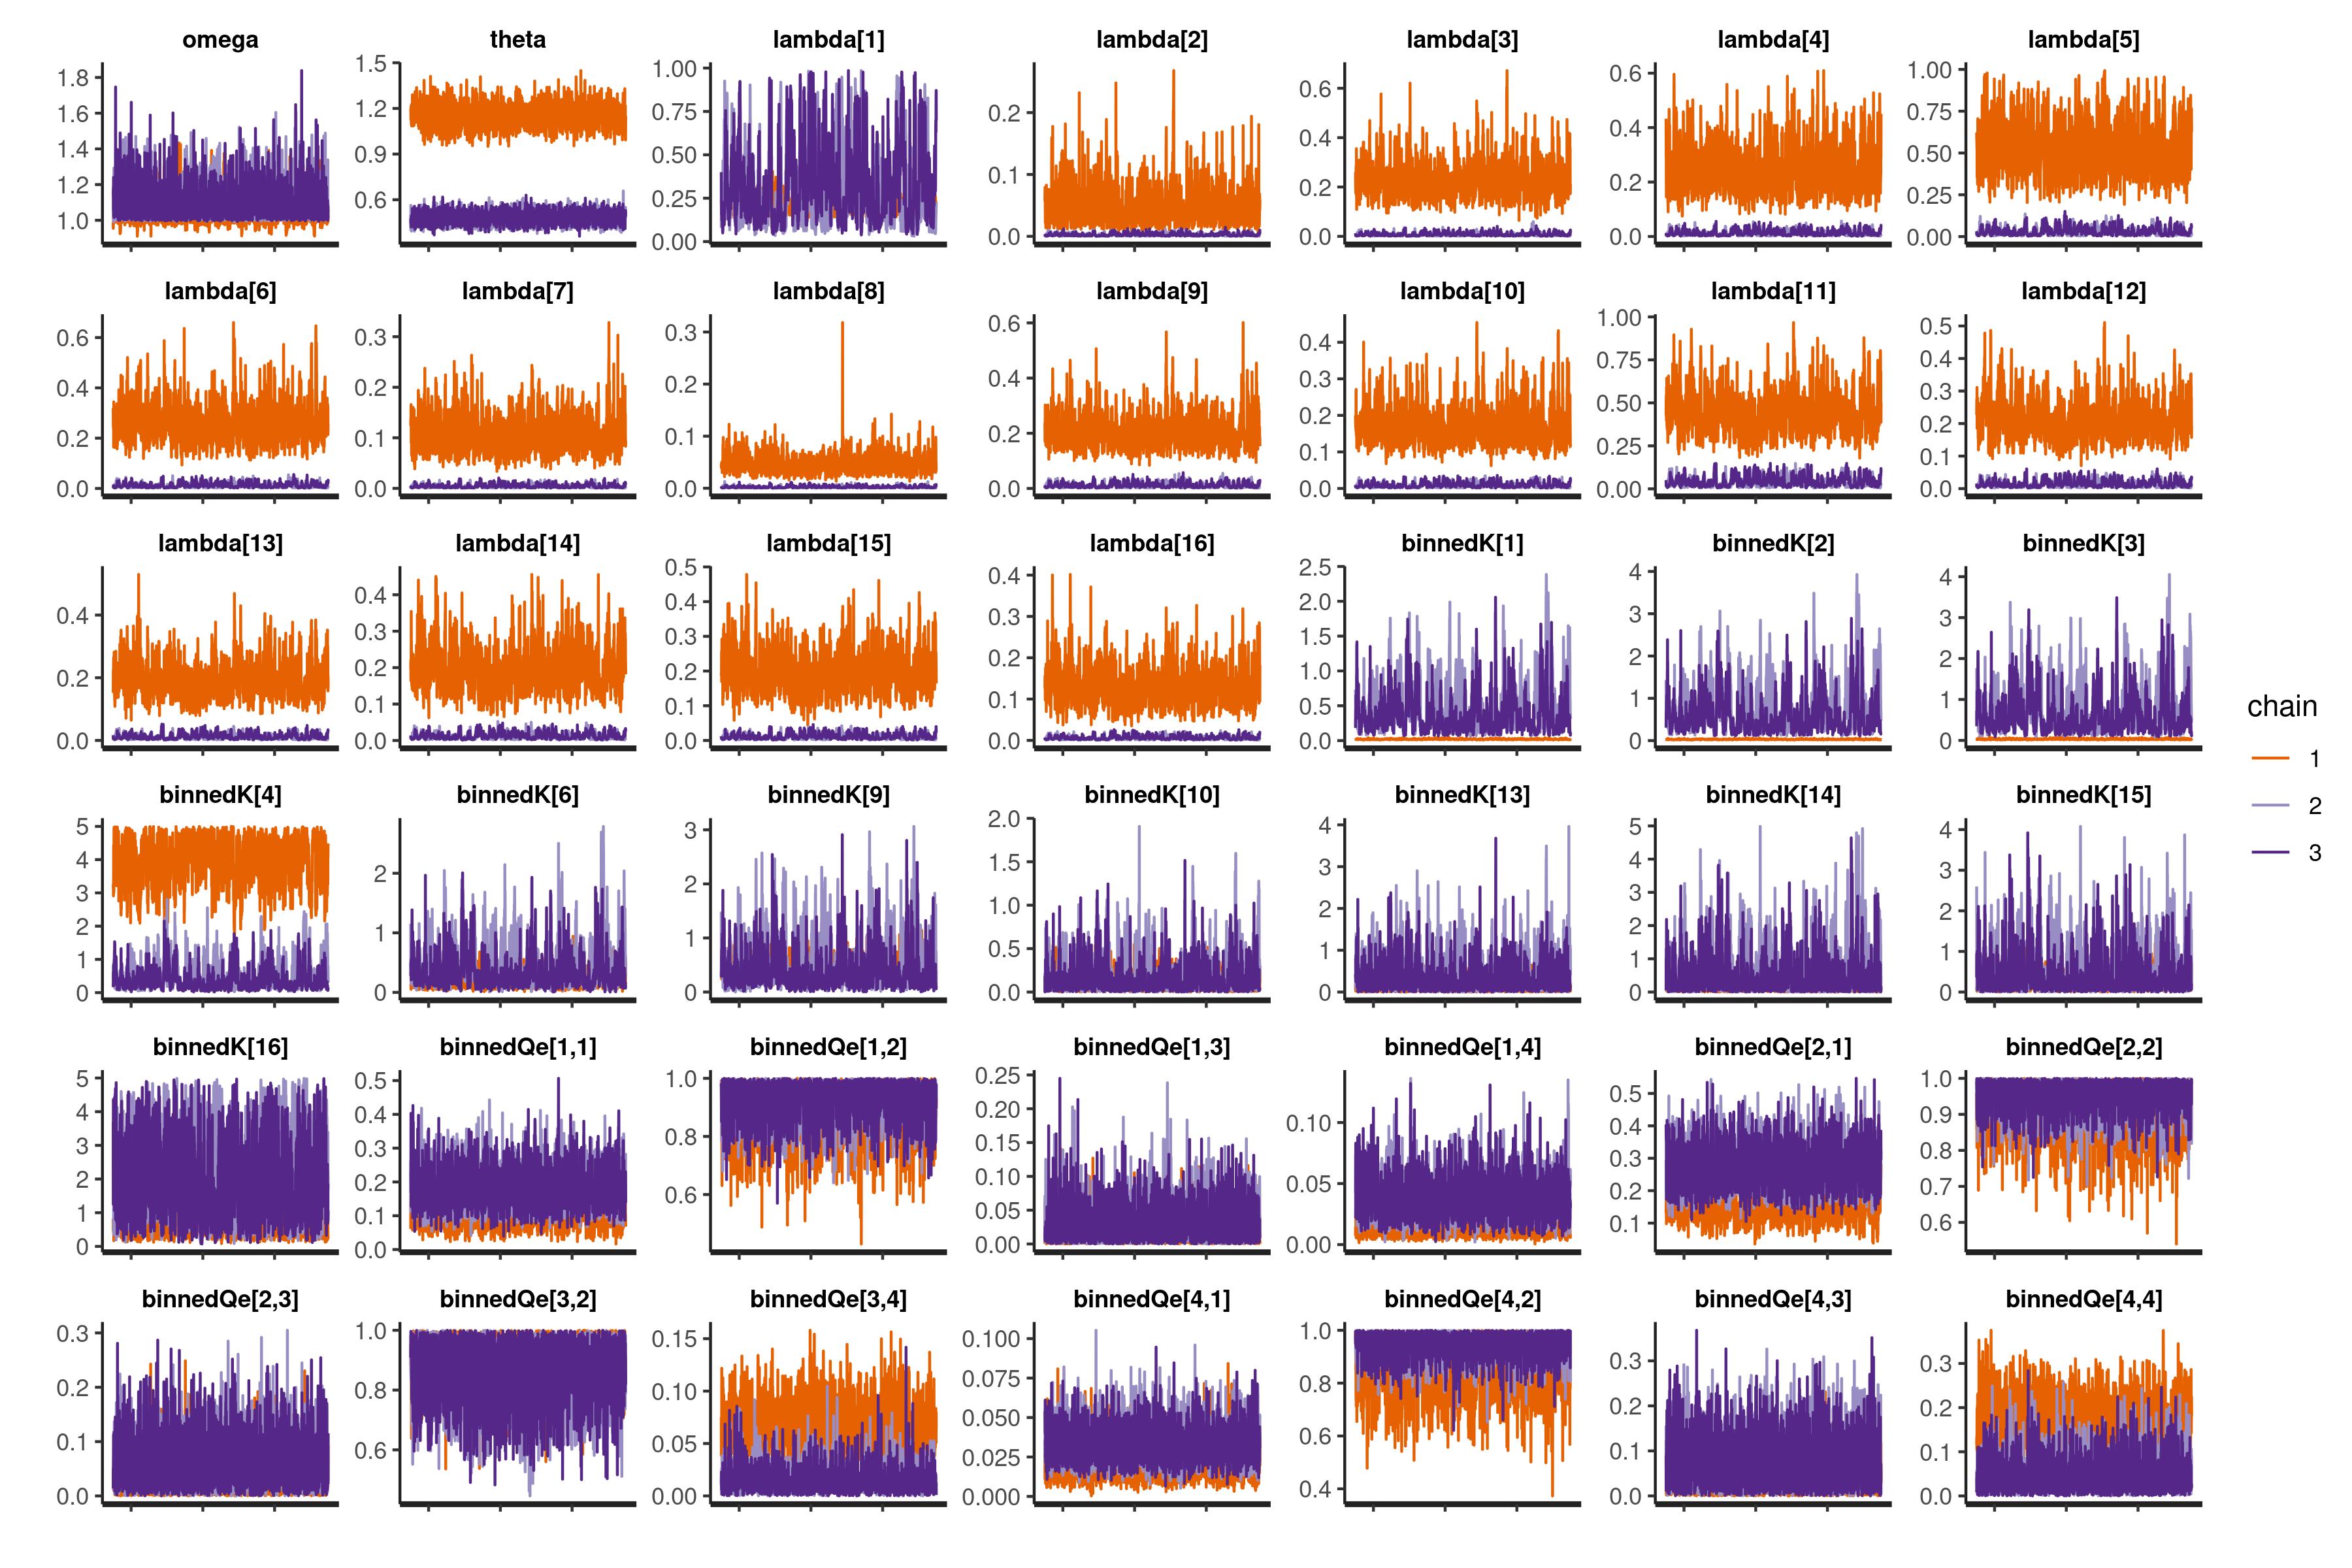 omega theta lambda[1] lambda[2] lambda[3] lambda[4] lambda[5]
1.8 1.6 1.4 1.2 1.0
1.5 1.2 0.9 0.6
1.00 0.75 0.50 0.25 0.00
0.2 0.1 0.0
0.6 0.4 0.2 0.0
0.6 0.4 0.2 0.0
1.00 0.75 0.50 0.25 0.00
lambda[6] lambda[7] lambda[8] lambda[9] lambda[10] lambda[11] lambda[12]
0.6 0.4 0.2 0.0
0.3 0.2 0.1 0.0
0.3 0.2 0.1 0.0
0.6 0.4 0.2 0.0
0.4 0.3 0.2 0.1 0.0
1.00 0.75 0.50 0.25 0.00
0.5 0.4 0.3 0.2 0.1 0.0
lambda[13] lambda[14] lambda[15] lambda[16] binnedK[1] binnedK[2] binnedK[3]
0.4 0.2 0.0
0.4 0.3 0.2 0.1 0.0
0.5 0.4 0.3 0.2 0.1 0.0
0.4 0.3 0.2 0.1 0.0
2.5 2.0 1.5 1.0 0.5 0.0
4 3 2 1 0
4 3 2 1 0
chain
1
2
3
binnedK[4] binnedK[6] binnedK[9] binnedK[10] binnedK[13] binnedK[14] binnedK[15]
5 4 3 2 1 0
2 1 0
3 2 1 0
2.0 1.5 1.0 0.5 0.0
4 3 2 1 0
5 4 3 2 1 0
4 3 2 1 0
binnedK[16] binnedQe[1,1] binnedQe[1,2] binnedQe[1,3] binnedQe[1,4] binnedQe[2,1] binnedQe[2,2]
5 4 3 2 1 0
0.5 0.4 0.3 0.2 0.1 0.0
1.0 0.8 0.6
0.25 0.20 0.15 0.10 0.05 0.00
0.10 0.05 0.00
0.5 0.4 0.3 0.2 0.1
1.0 0.9 0.8 0.7 0.6
binnedQe[2,3] binnedQe[3,2] binnedQe[3,4] binnedQe[4,1] binnedQe[4,2] binnedQe[4,3] binnedQe[4,4]
0.3 0.2 0.1 0.0
1.0 0.8 0.6
0.15 0.10 0.05 0.00
0.100 0.075 0.050 0.025 0.000
1.0 0.8 0.6 0.4
0.3 0.2 0.1 0.0
0.3 0.2 0.1 0.0